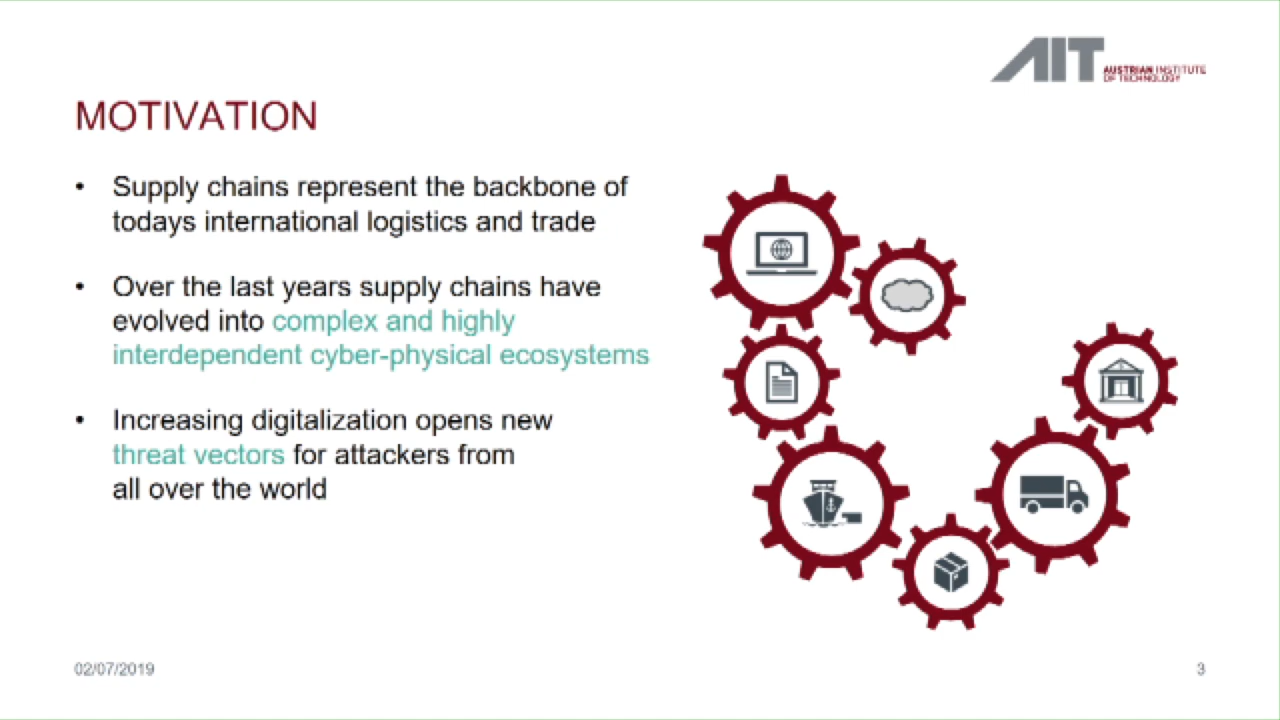 AIT
AUSTRIAN INSTITUTE
OF TECHNOLOGY
MOTIVATION
• Supply chains represent the backbone of
todays international logistics and trade
• Over the last years supply chains have
evolved into complex and highly
interdependent cyber-physical ecosystems
• Increasing digitalization opens new
threat vectors for attackers from
all over the world
02/07/2019
3